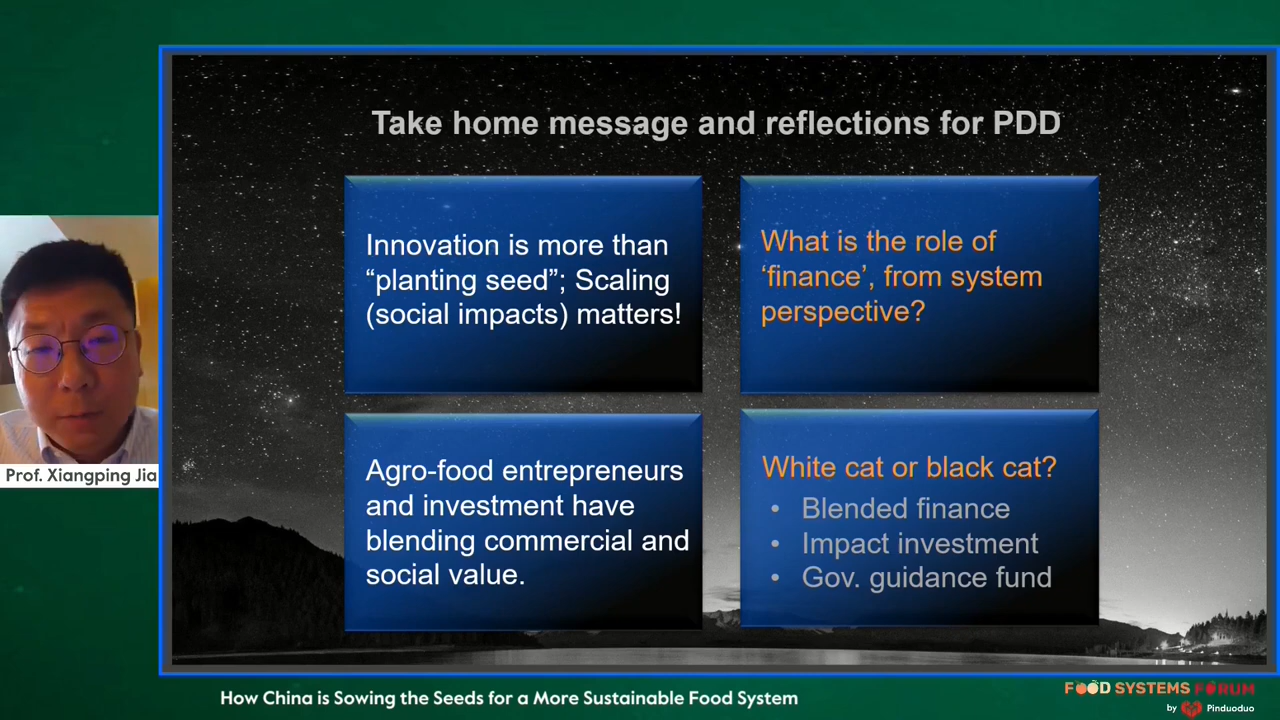 Take home message and reflections for PDD
Innovation is more than
“planting seed”; Scaling
(social impacts) matters!
What is the role of
‘finance’, from system
perspective?
Agro-food entrepreneurs
and investment have
blending commercial and
social value.
White cat or black cat?
• Blended finance
• Impact investment
• Gov. guidance fund
Prof. Xiangping Jia
How China is Sowing the Seeds for a More Sustainable Food System
FOOD SYSTEMS FORUM
by Pinduoduo